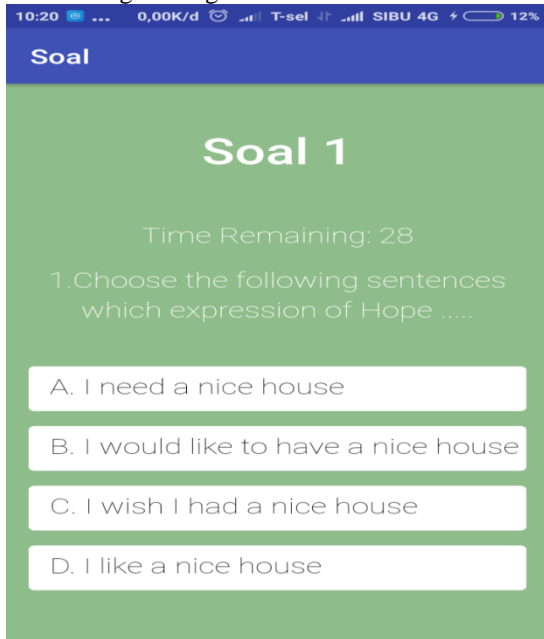 10:20 ... 0,00K/d T-sel SIBU 4G 12%
Soal
Soal 1
Time Remaining: 28
1.Choose the following sentences
which expression of Hope .....
A. I need a nice house
B. I would like to have a nice house
C. I wish I had a nice house
D. I like a nice house